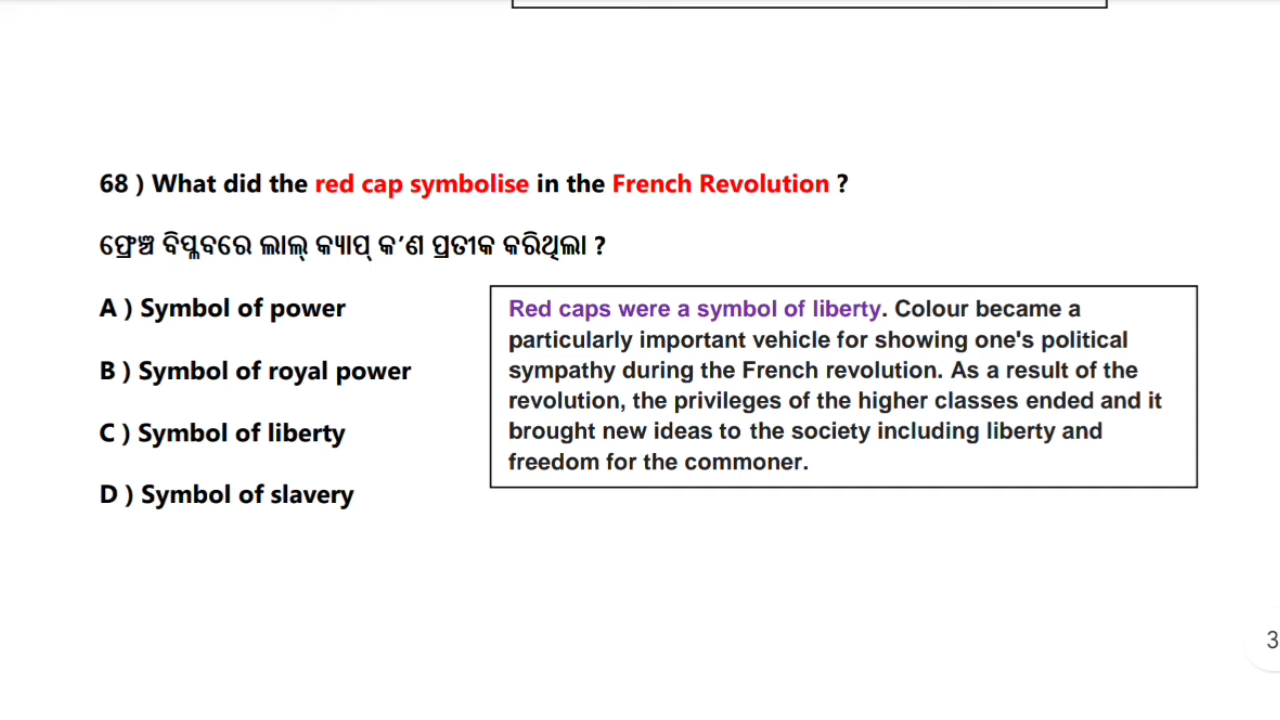 68 ) What did the red cap symbolise in the French Revolution ?
ଫ୍ରେଞ୍ଚ ବିପ୍ଳବରେ ଲାଲ୍ କ୍ୟାପ୍ କ’ଣ ପ୍ରତୀକ କରିଥିଲା ?
A ) Symbol of power
B ) Symbol of royal power
C ) Symbol of liberty
D ) Symbol of slavery
Red caps were a symbol of liberty. Colour became a
particularly important vehicle for showing one's political
sympathy during the French revolution. As a result of the
revolution, the privileges of the higher classes ended and it
brought new ideas to the society including liberty and
freedom for the commoner.
3